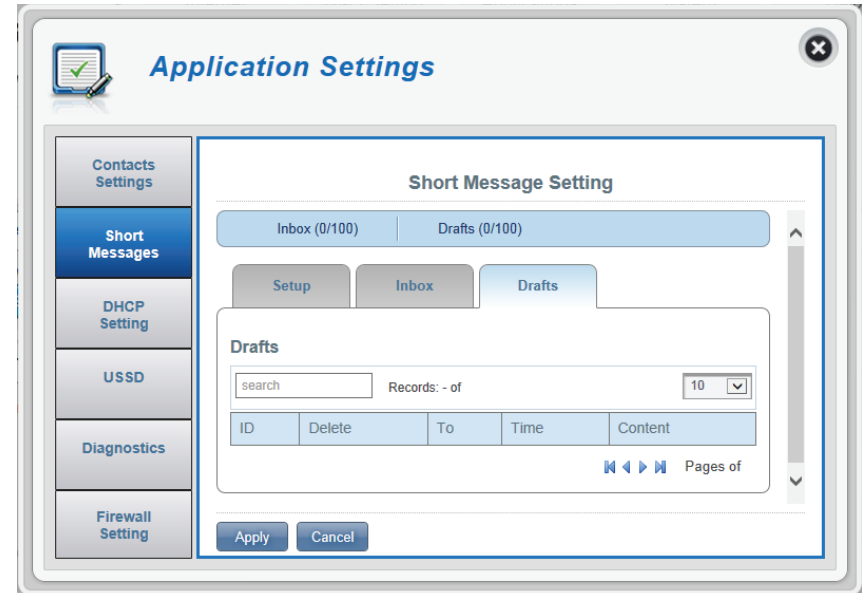 Application Settings
Contacts
Settings
Short
Messages
DHCP
Setting
USSD
Diagnostics
Firewall
Setting
Short Message Setting
Inbox (0/100) Drafts (0/100)
Setup Inbox Drafts
Drafts
search Records: - of 10
ID Delete To Time Content
Pages of
Apply Cancel